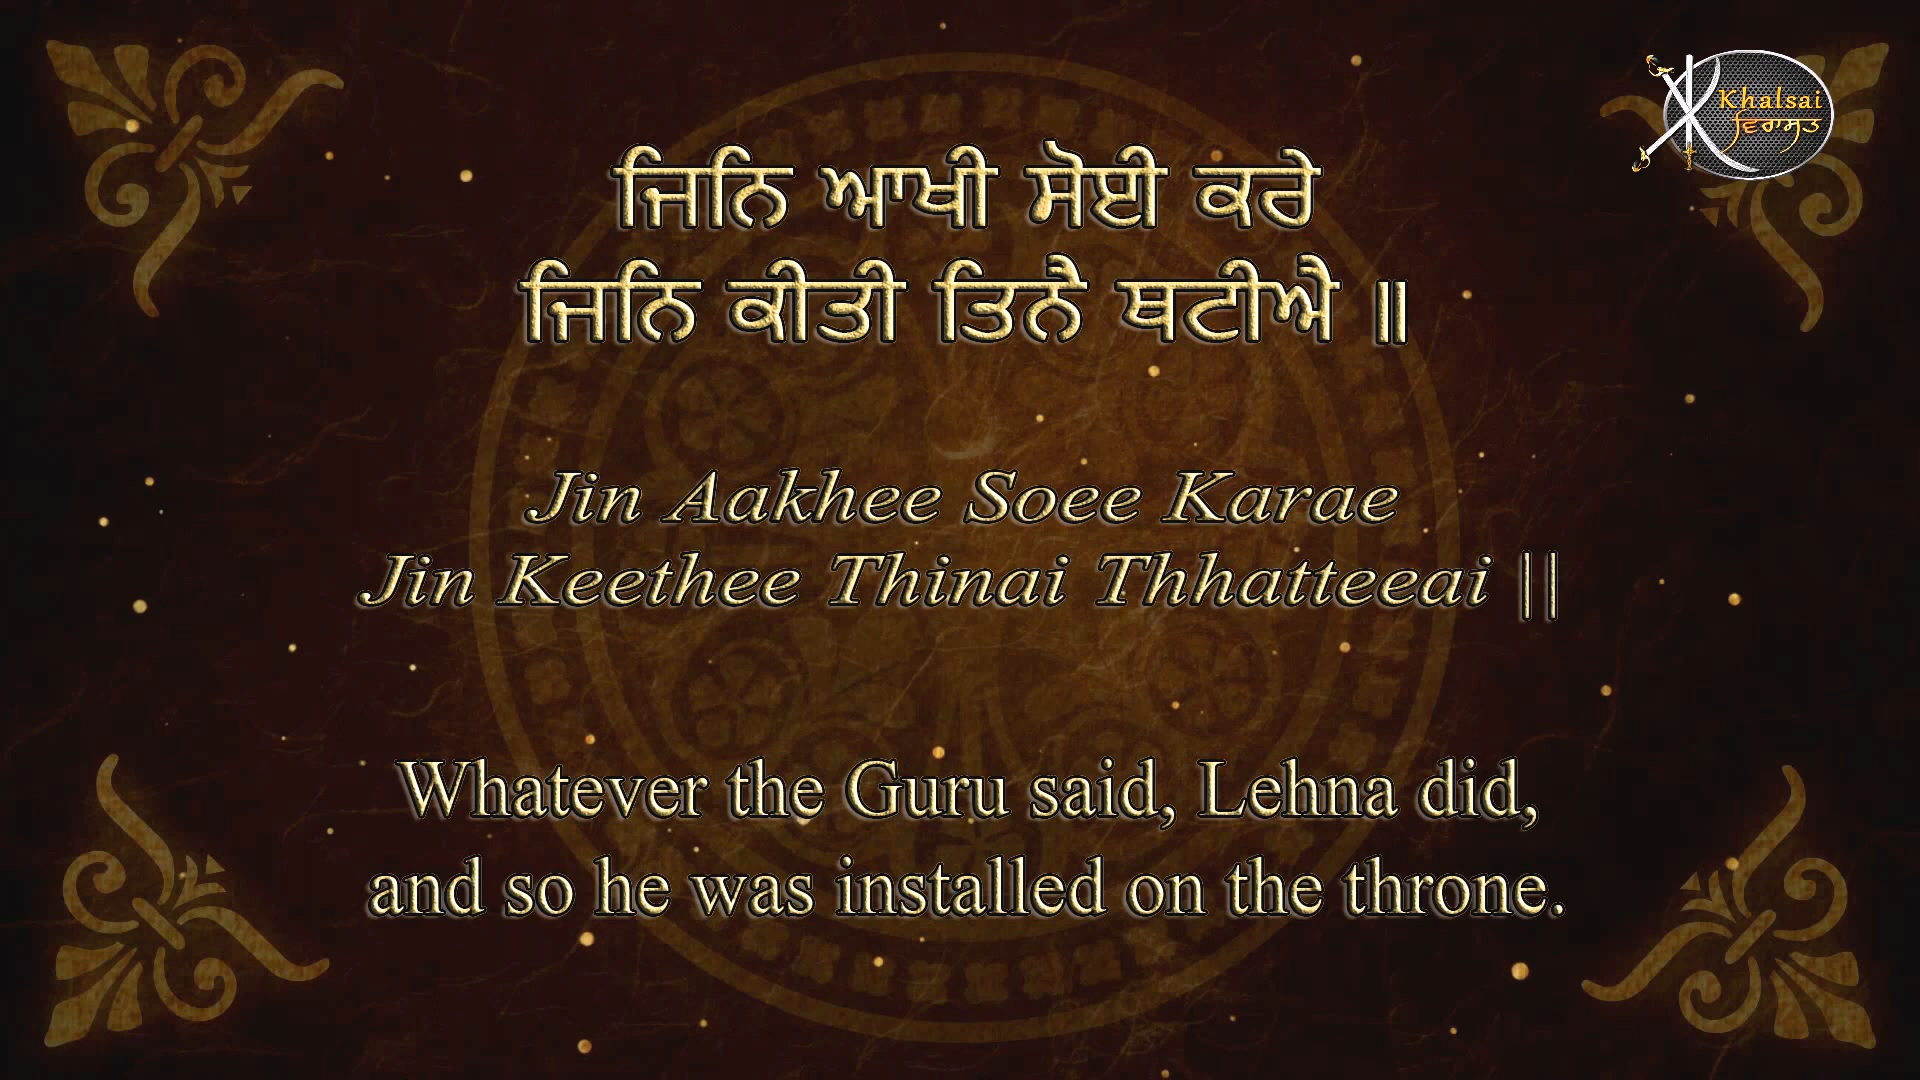 Khalsai
ਵਿਰਾਸਤ
ਜਿਨਿ ਆਖੀ ਸੋਈ ਕਰੇ
ਜਿਨਿ ਕੀਤੀ ਤਿਨੈ ਥਟੀਐ ॥
Jin Aakhee Soee Karae
Jin Keethee Thinai Thhatteeai ||
Whatever the Guru said, Lehna did,
and so he was installed on the throne.